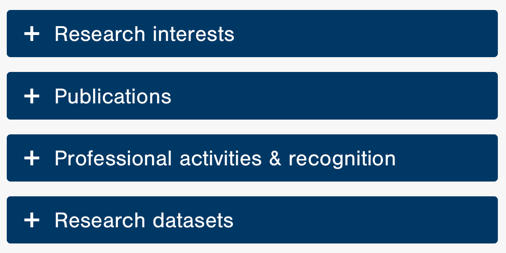 + Research interests
+ Publications
+ Professional activities & recognition
+ Research datasets